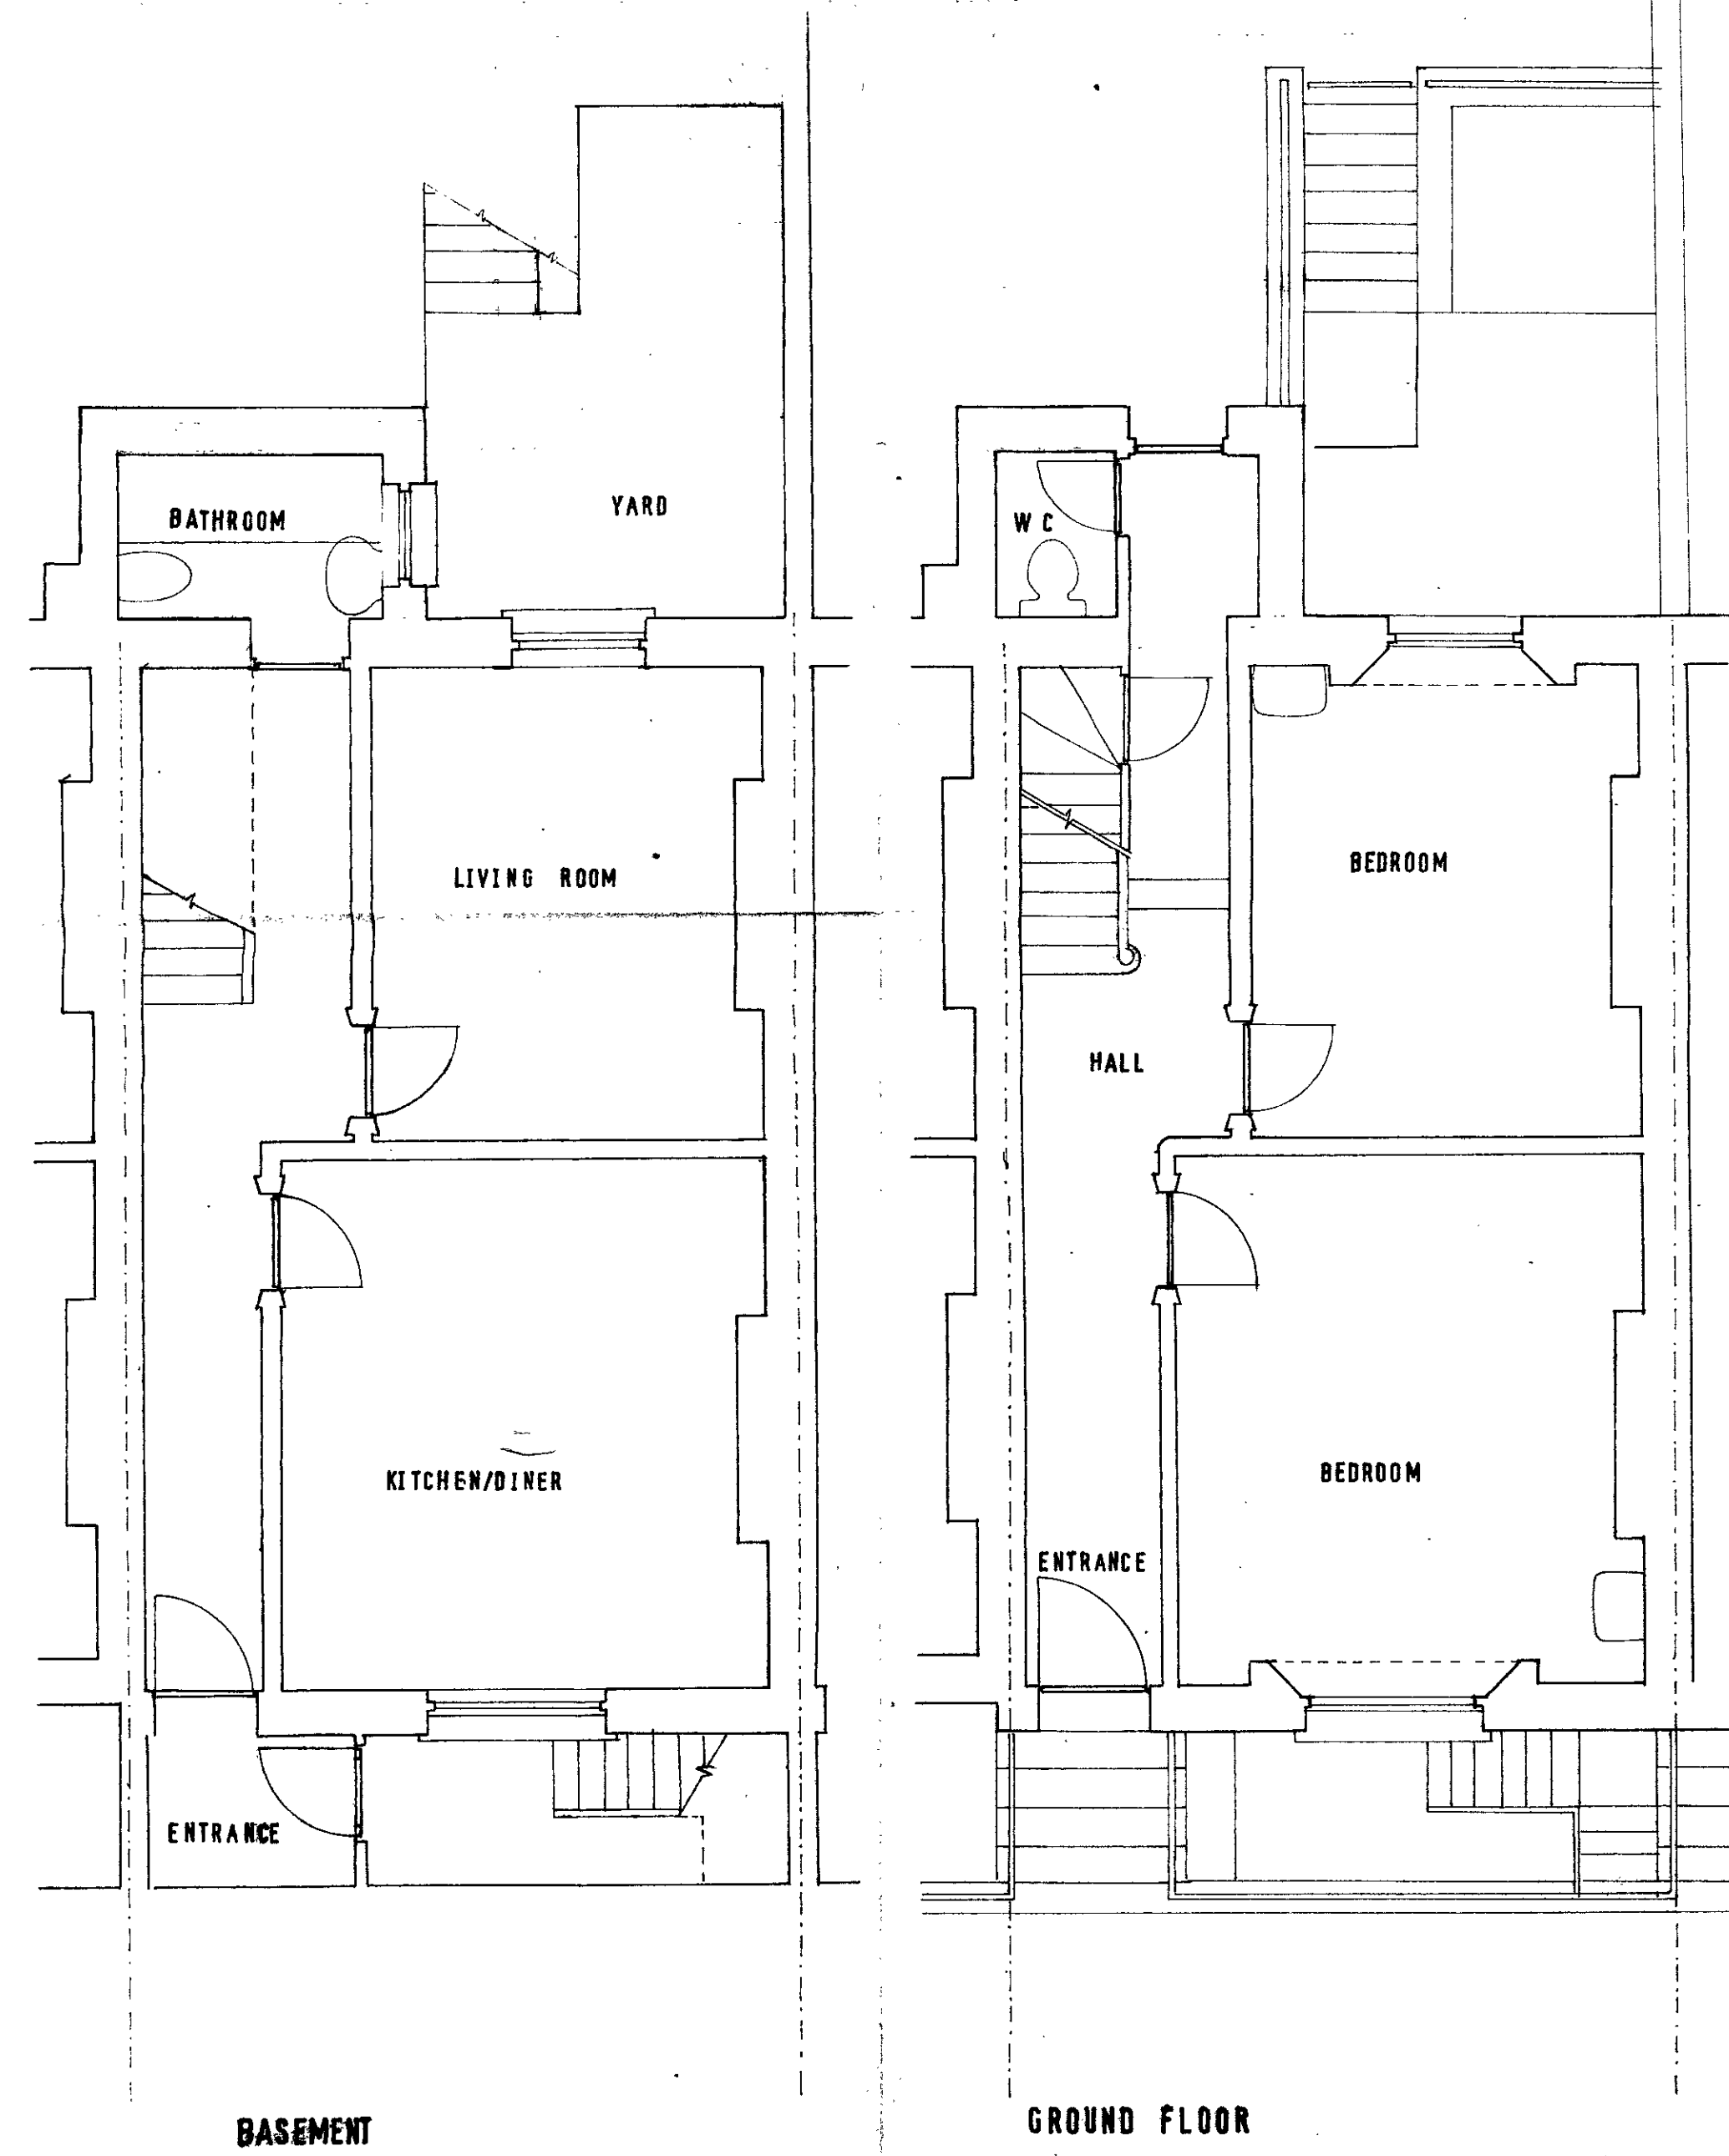 BATHROOM
YARD
LIVING ROOM
KITCHEN/DINER
ENTRANCE
BASEMENT
W C
BEDROOM
HALL
BEDROOM
ENTRANCE
GROUND FLOOR